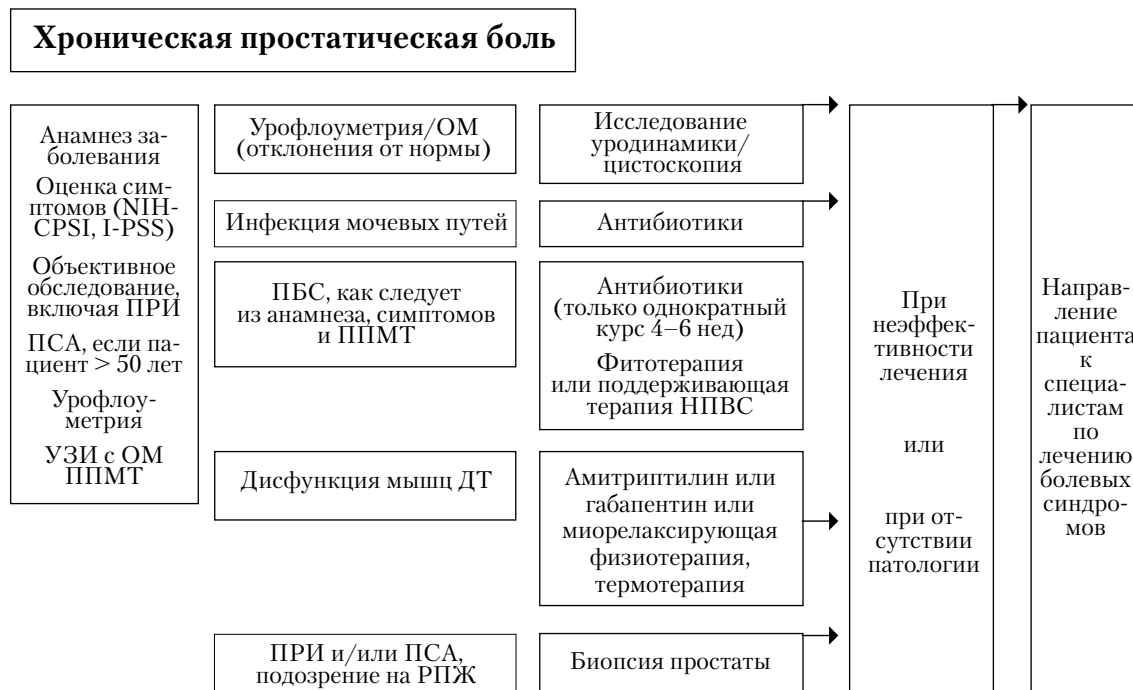 Хроническая простатическая боль
Анамнез за-
болевания
Оценка сим-
птомов (NIH-
CPSI, I-PSS)
Объективное
обследование,
включая ПРИ
ПСА, если па-
циент > 50 лет
Урофлоу-
метрия
УЗИ с ОМ
ППМТ
Урофлоуметрия/ОМ
(отклонения от нормы)
Инфекция мочевых путей
ПБС, как следует
из анамнеза, симптомов
и ППМТ
Дисфункция мышц ДТ
ПРИ и/или ПСА,
подозрение на РПЖ
Исследование
уродинамики/
цистоскопия
Антибиотики
Антибиотики
(только однократный
курс 4–6 нед)
Фитотерапия
или поддерживающая
терапия НПВС
Амитриптилин или
габапентин или
миорелаксирующая
физиотерапия,
термотерапия
Биопсия простаты
При
неэффек-
тивности
лечения
или
при от-
сутствии
патологии
Направ-
ление
пациента
к
специа-
листам
по
лечению
болевых
синдро-
мов